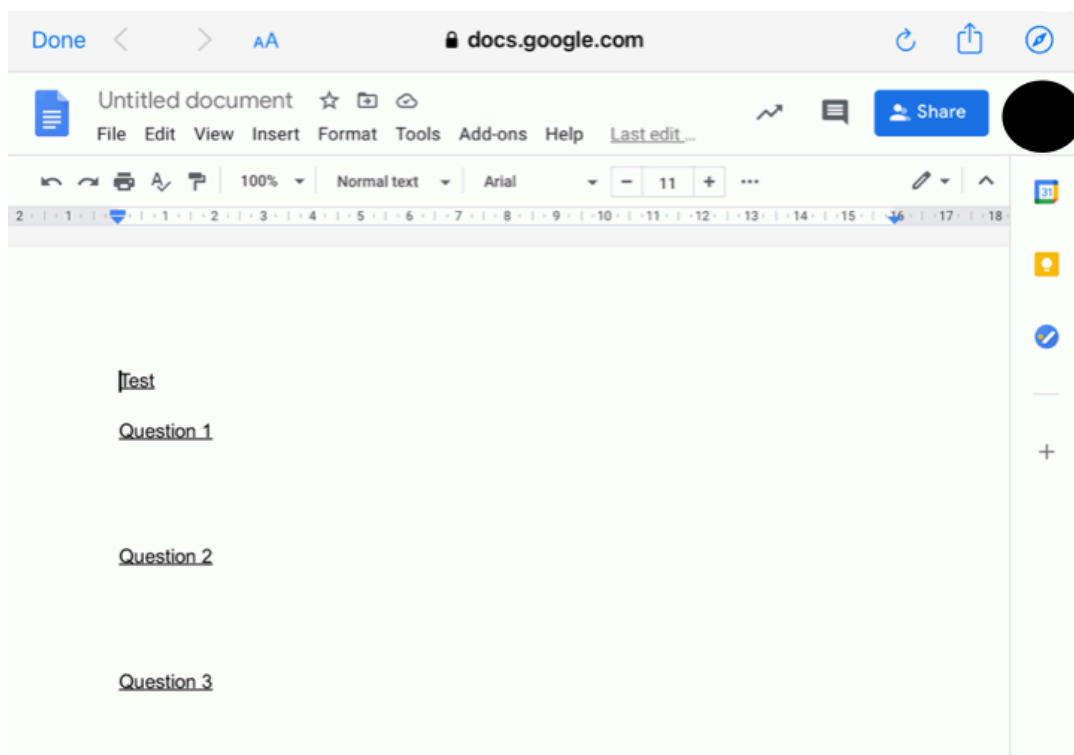 Done AA docs.google.com
Untitled document
File Edit View Insert Format Tools Add-ons Help Last edit ...
Share
100% Normal text Arial – 11 + ...
2 1 1 2 3 4 5 6 7 8 9 10 11 12 13 14 15 16 17 18
31
Test
Question 1
Question 2
Question 3